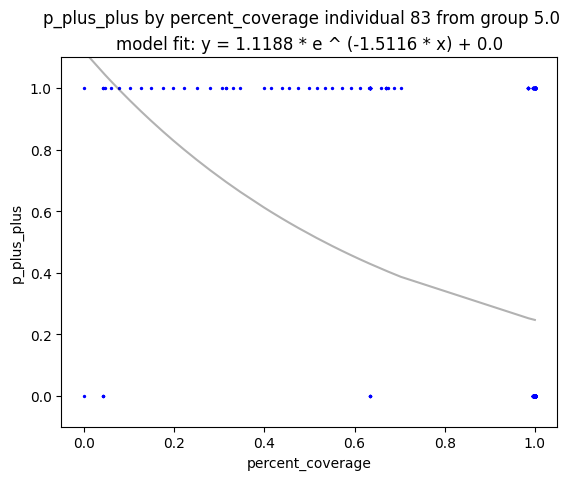 p_plus_plus by percent_coverage individual 83 from group 5.0
model fit: y = 1.1188 * e ^ (-1.5116 * x) + 0.0
1.0
0.8
0.6
0.4
0.2
0.0
p_plus_plus
0.0 0.2 0.4 0.6 0.8 1.0
percent_coverage